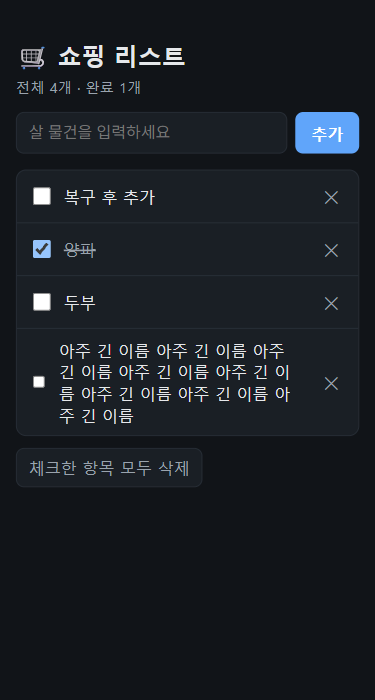 🛒 쇼핑 리스트
전체 4개 · 완료 1개
살 물건을 입력하세요
추가
복구 후 추가
양파
두부
아주 긴 이름 아주 긴 이름 아주
긴 이름 아주 긴 이름 아주 긴 이
름 아주 긴 이름 아주 긴 이름 아
주 긴 이름
체크한 항목 모두 삭제